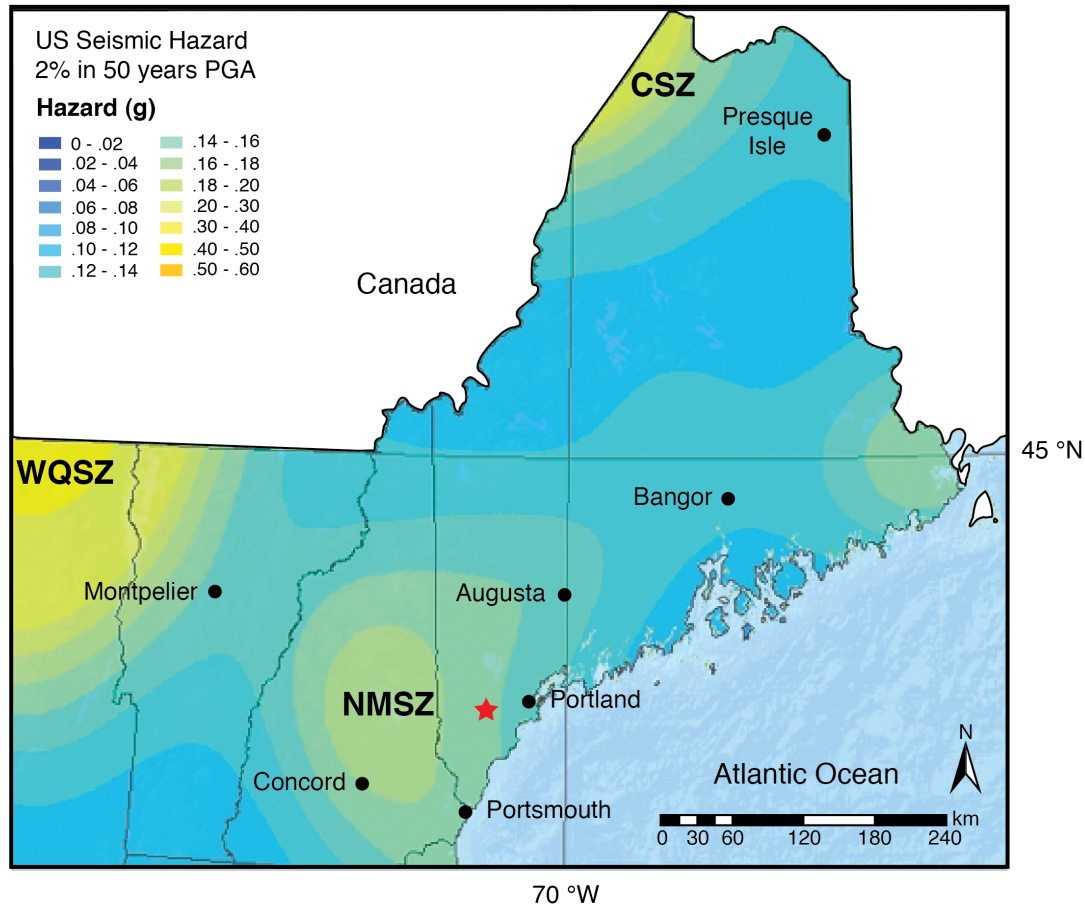 US Seismic Hazard
2% in 50 years PGA
Hazard (g)
0 - .02
.02 - .04
.04 - .06
.06 - .08
.08 - .10
.10 - .12
.12 - .14
.14 - .16
.16 - .18
.18 - .20
.20 - .30
.30 - .40
.40 - .50
.50 - .60
CSZ
Presque
Isle
Canada
45 °N
WQSZ
Bangor
Montpelier
Augusta
NMSZ
Portland
Concord
Portsmouth
Atlantic Ocean
N
km
0 30 60 120 180 240
70 °W